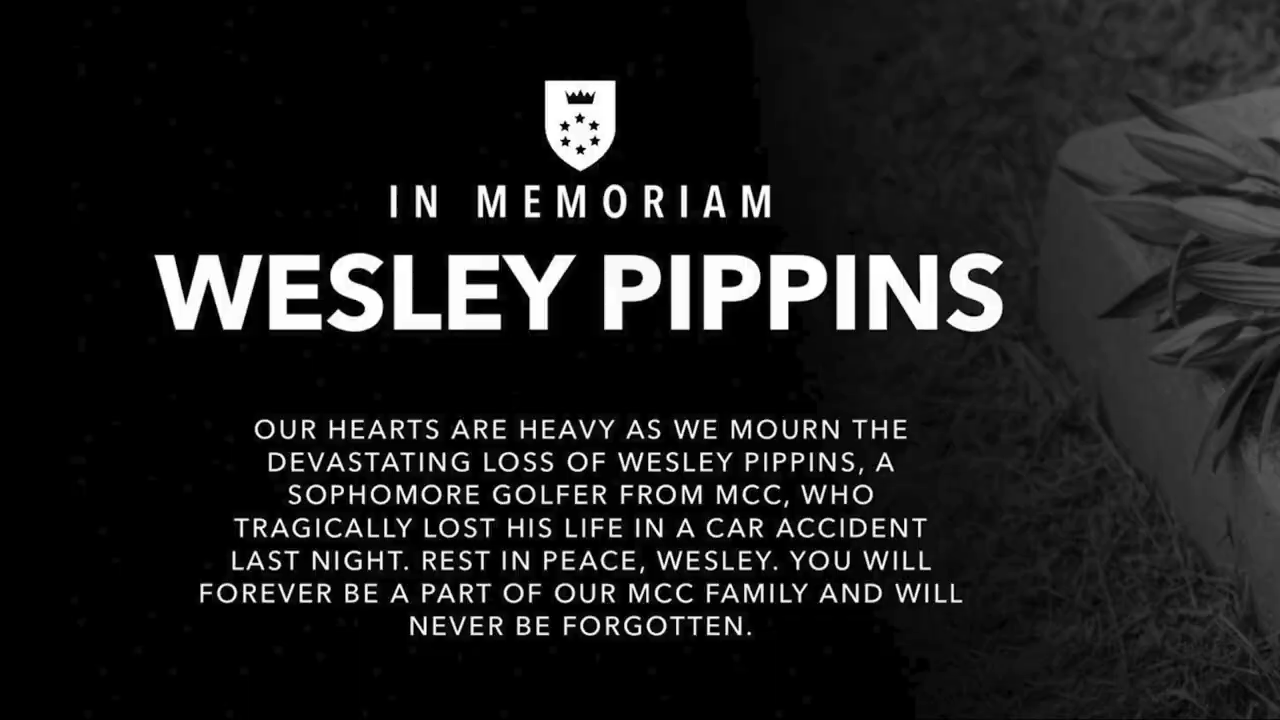 IN MEMORIAM
WESLEY PIPPINS
OUR HEARTS ARE HEAVY AS WE MOURN THE
DEVASTATING LOSS OF WESLEY PIPPINS, A
SOPHOMORE GOLFER FROM MCC, WHO
TRAGICALLY LOST HIS LIFE IN A CAR ACCIDENT
LAST NIGHT. REST IN PEACE, WESLEY. YOU WILL
FOREVER BE A PART OF OUR MCC FAMILY AND WILL
NEVER BE FORGOTTEN.